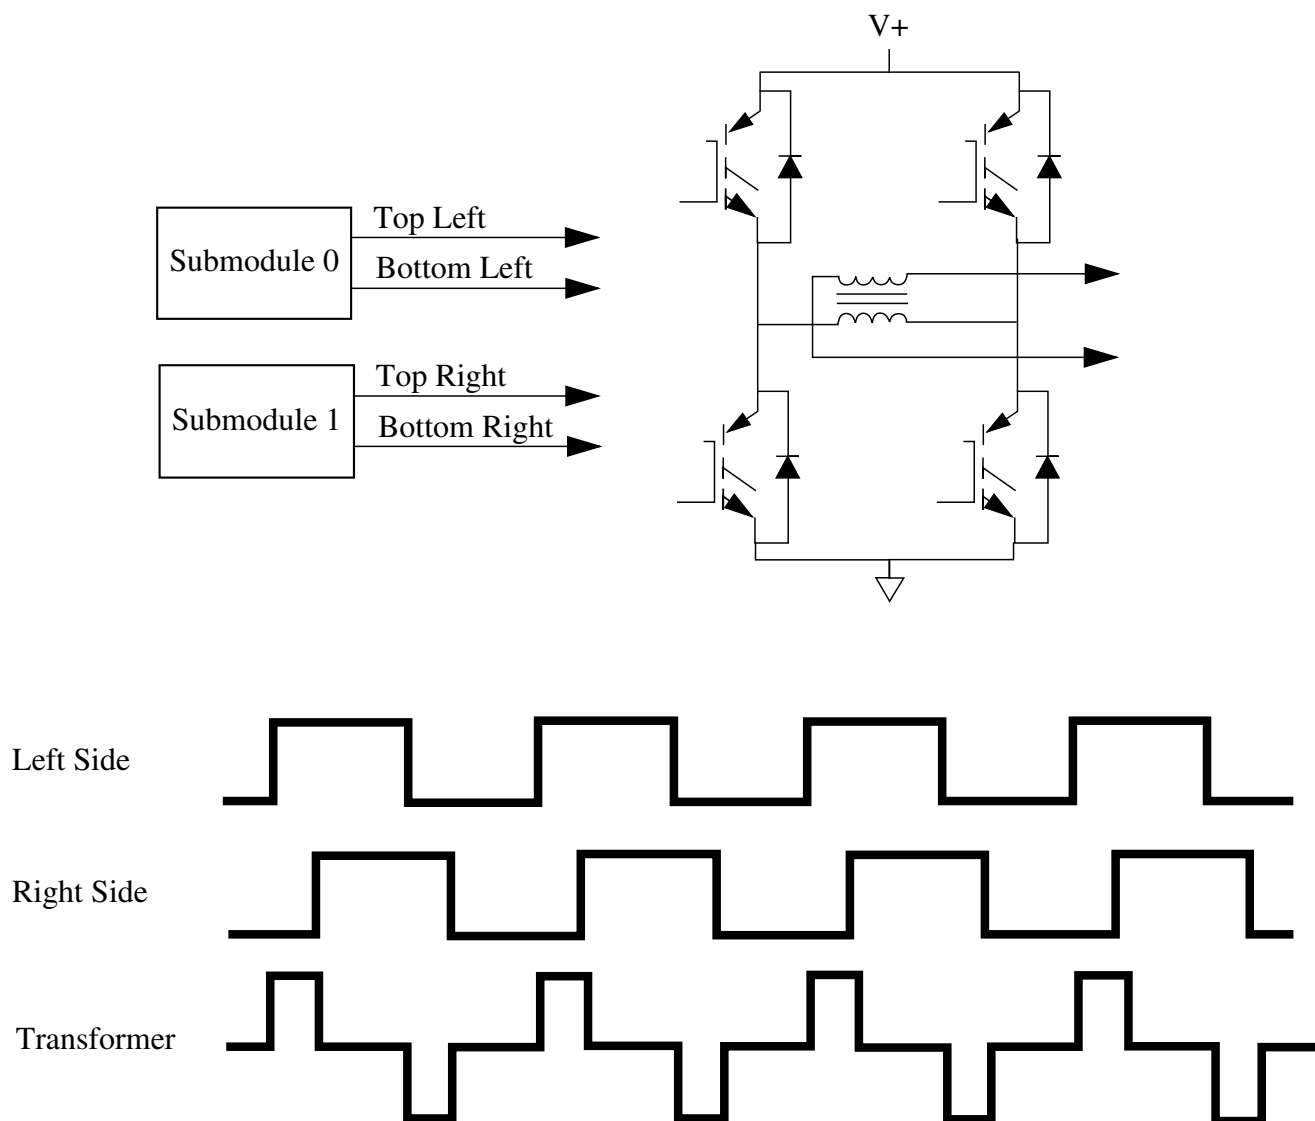 V+
Top Left
Submodule 0
Bottom Left
Top Right
Submodule 1
Bottom Right
Left Side
Right Side
Transformer